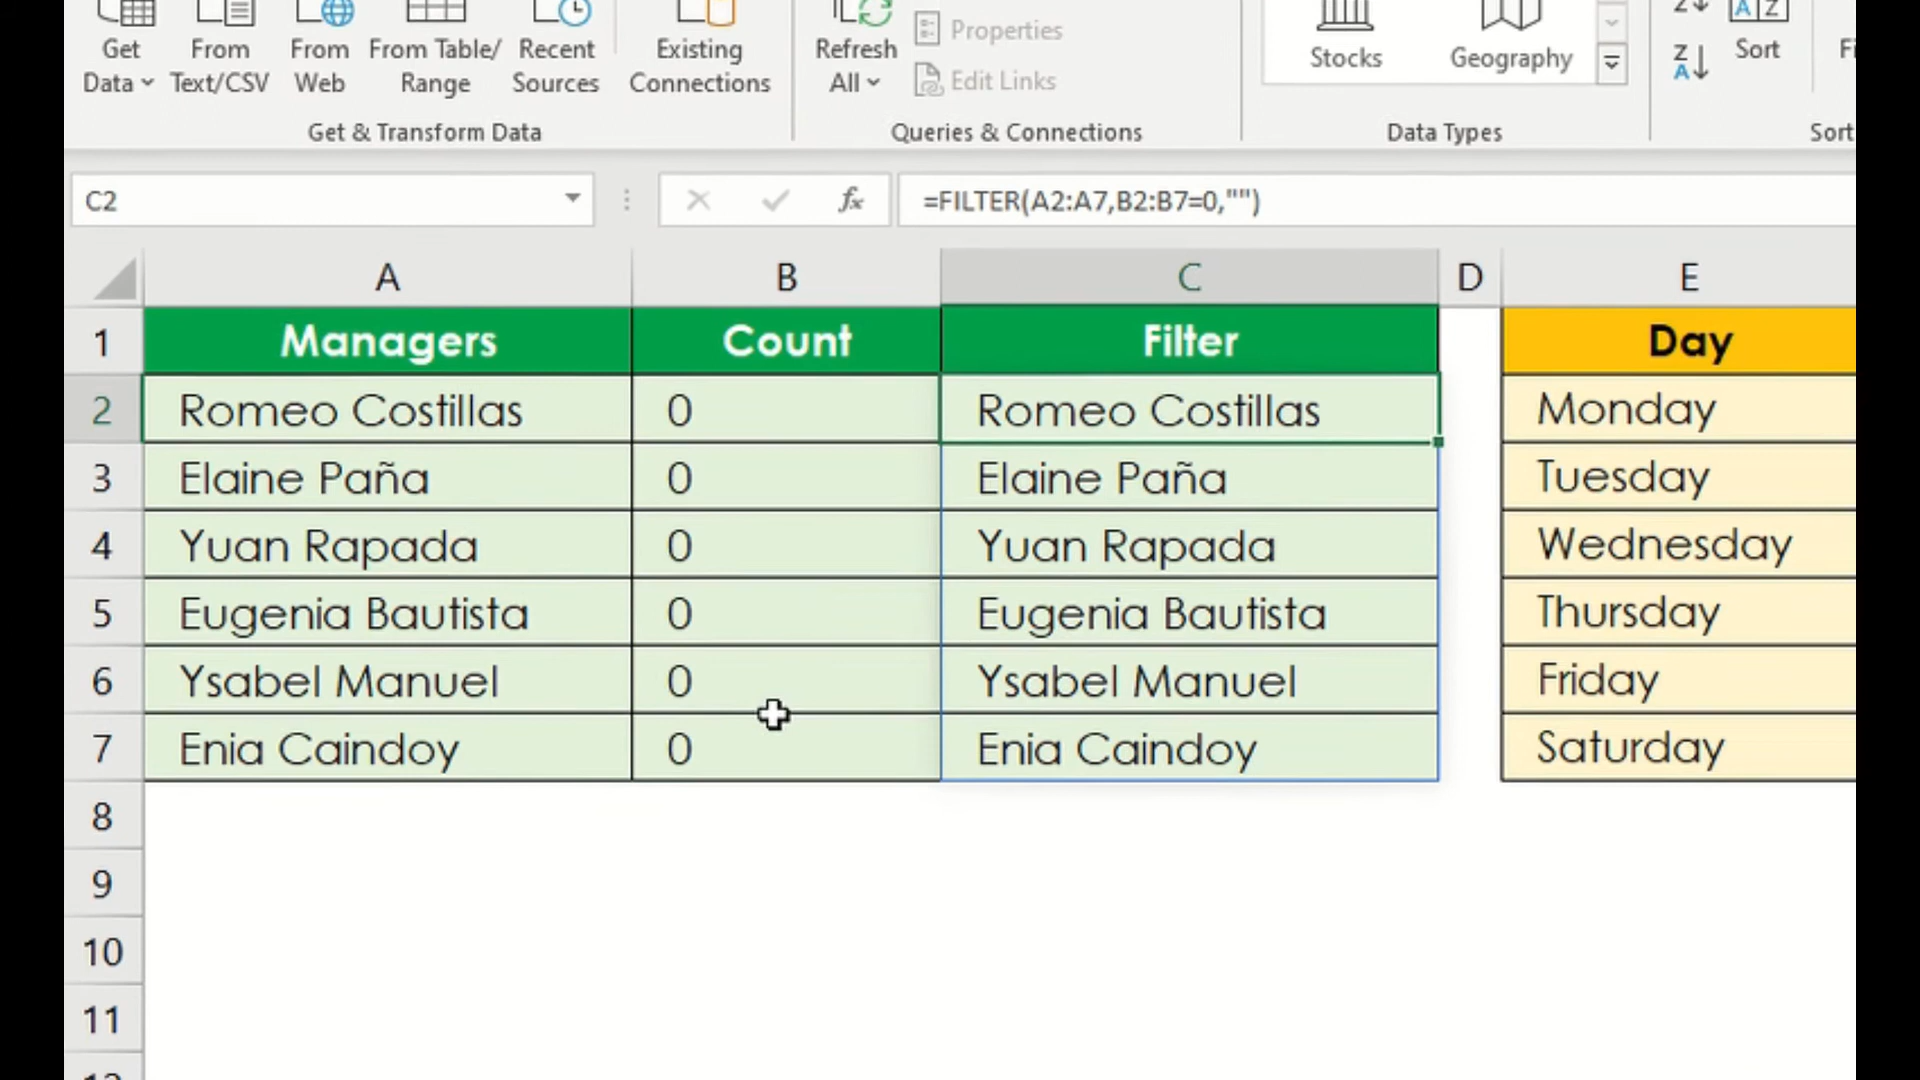 Get Data
From Text/CSV
From Web
From Table/ Range
Recent Sources
Existing Connections
Refresh All
Properties
Edit Links
Stocks
Geography
Z
Z A
A Z
Sort
Get & Transform Data
Queries & Connections
Data Types
Sort
C2
fx
=FILTER(A2:A7,B2:B7=0,"")
A B C D E
1 Managers Count Filter Day
2 Romeo Costillas 0 Romeo Costillas Monday
3 Elaine Paña 0 Elaine Paña Tuesday
4 Yuan Rapada 0 Yuan Rapada Wednesday
5 Eugenia Bautista 0 Eugenia Bautista Thursday
6 Ysabel Manuel 0 Ysabel Manuel Friday
7 Enia Caindoy 0 Enia Caindoy Saturday
8
9
10
11